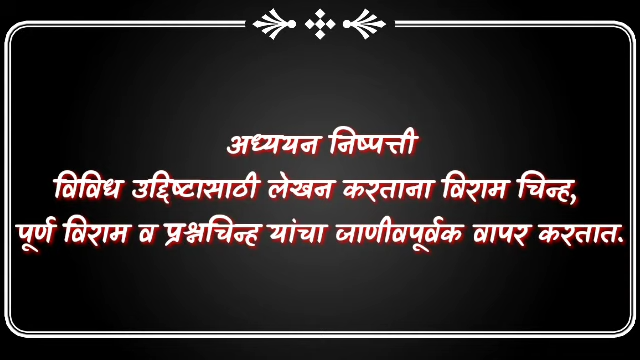 अध्ययन निष्पत्ती
विविध उद्दिष्टासाठी लेखन करताना विराम चिन्ह,
पूर्ण विराम व प्रश्नचिन्ह यांचा जाणीवपूर्वक वापर करतात.